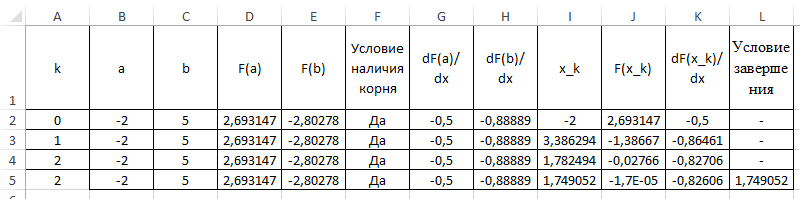 A B C D E F G H I J K L
1 k a b F(a) F(b) Условие наличия корня dF(a)/dx dF(b)/dx x_k F(x_k) dF(x_k)/dx Условие завершения
2 0 -2 5 2,693147 -2,80278 Да -0,5 -0,88889 -2 2,693147 -0,5 -
3 1 -2 5 2,693147 -2,80278 Да -0,5 -0,88889 3,386294 -1,38667 -0,86461 -
4 2 -2 5 2,693147 -2,80278 Да -0,5 -0,88889 1,782494 -0,02766 -0,82706 -
5 2 -2 5 2,693147 -2,80278 Да -0,5 -0,88889 1,749052 -1,7E-05 -0,82606 1,749052